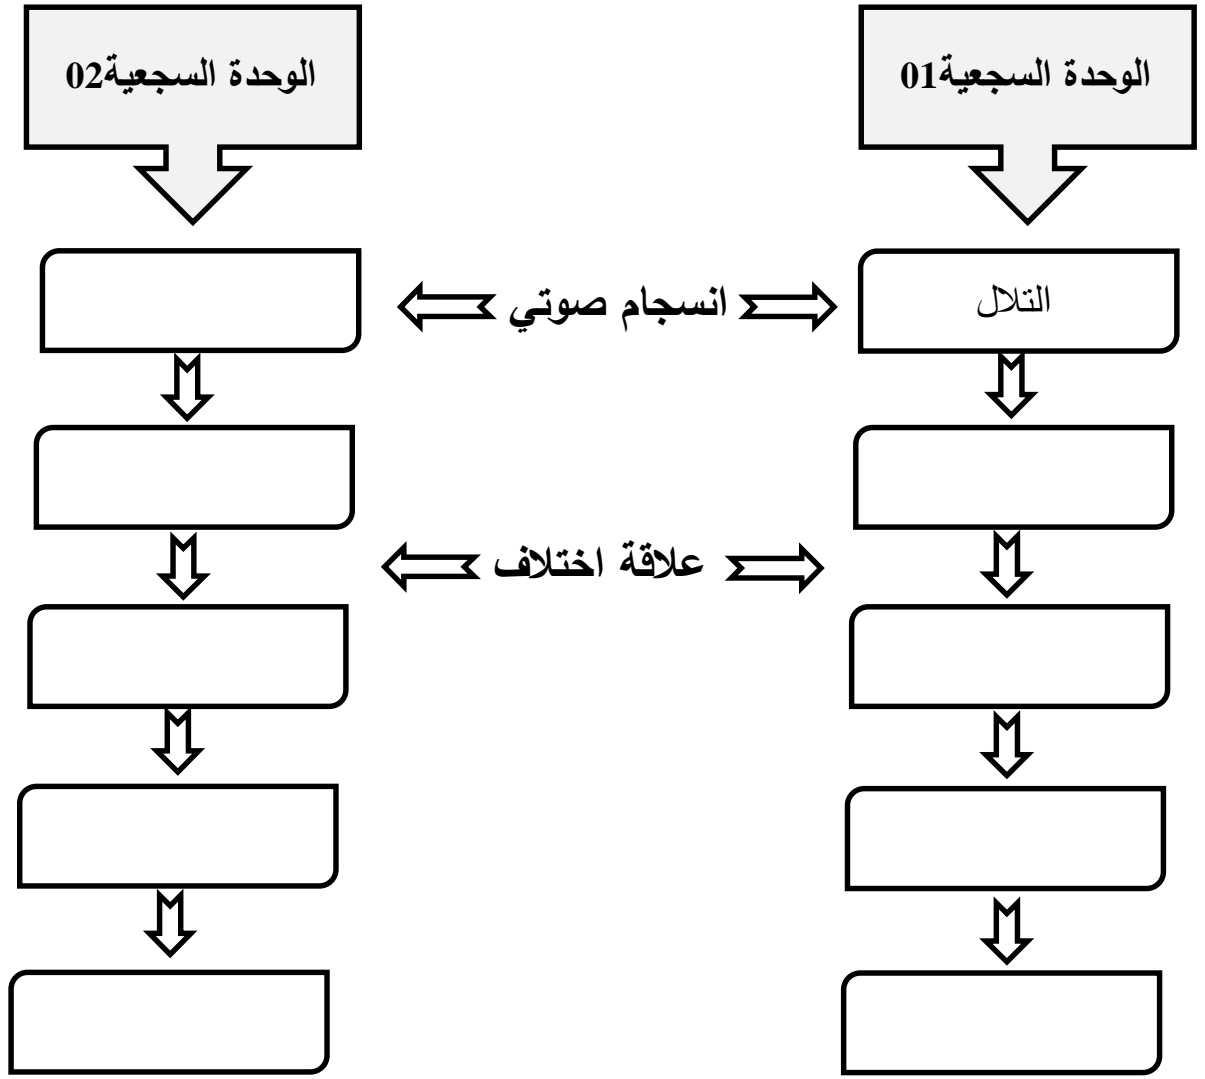 الوحدة السجعية01
الوحدة السجعية02
التلال
انسجام صوتي
علاقة اختلاف